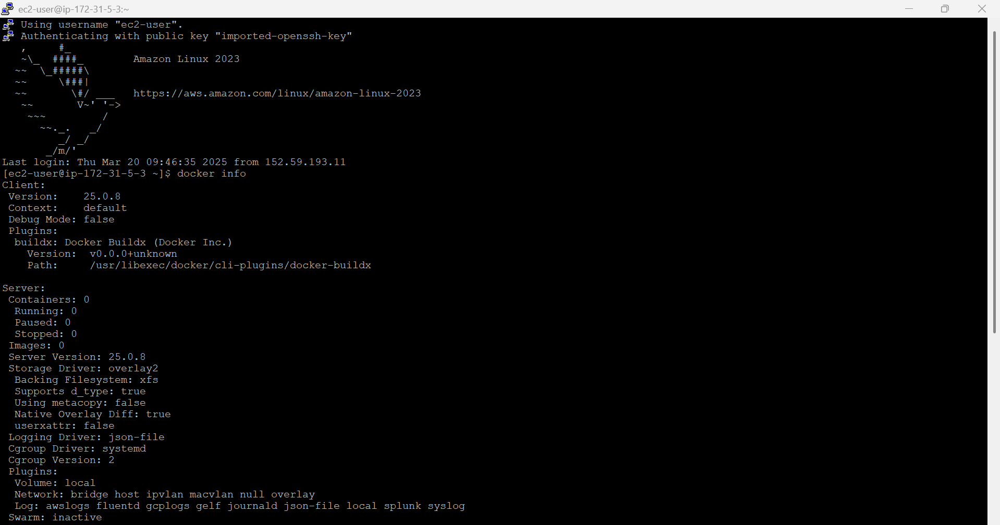 ec2-user@ip-172-31-5-3:~
Using username "ec2-user".
Authenticating with public key "imported-openssh-key"
   ,     #_
   ~\_  ####_        Amazon Linux 2023
  ~~  \_#####\
  ~~     \###|
  ~~       \#/ ___   https://aws.amazon.com/linux/amazon-linux-2023
   ~~       V~' '->
    ~~~         /
      ~~._.   _/
         _/ _/
       _/m/'
Last login: Thu Mar 20 09:46:35 2025 from 152.59.193.11
[ec2-user@ip-172-31-5-3 ~]$ docker info
Client:
 Version:    25.0.8
 Context:    default
 Debug Mode: false
 Plugins:
  buildx: Docker Buildx (Docker Inc.)
    Version:  v0.0.0+unknown
    Path:     /usr/libexec/docker/cli-plugins/docker-buildx

Server:
 Containers: 0
  Running: 0
  Paused: 0
  Stopped: 0
 Images: 0
 Server Version: 25.0.8
 Storage Driver: overlay2
  Backing Filesystem: xfs
  Supports d_type: true
  Using metacopy: false
  Native Overlay Diff: true
  userxattr: false
 Logging Driver: json-file
 Cgroup Driver: systemd
 Cgroup Version: 2
 Plugins:
  Volume: local
  Network: bridge host ipvlan macvlan null overlay
  Log: awslogs fluentd gcplogs gelf journald json-file local splunk syslog
 Swarm: inactive